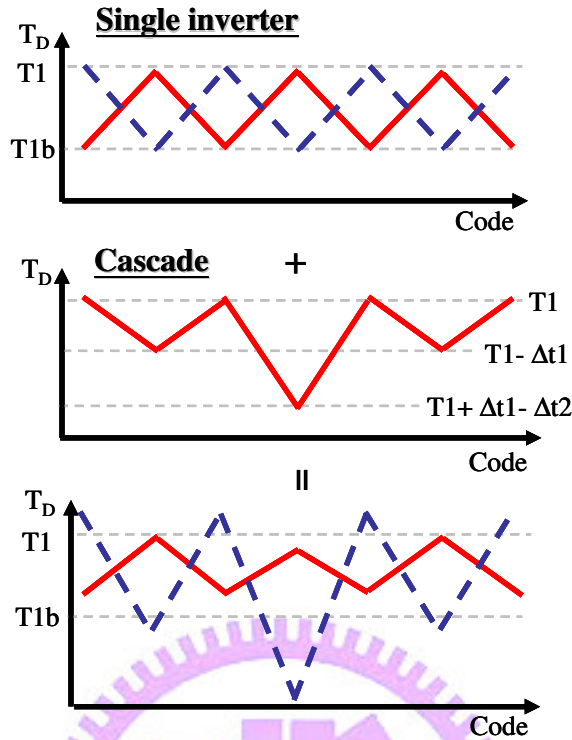 Single inverter
TD
T1
T1b
Code
+
Cascade
TD
T1
T1- Δt1
T1+ Δt1- Δt2
Code
=
TD
T1
T1b
Code